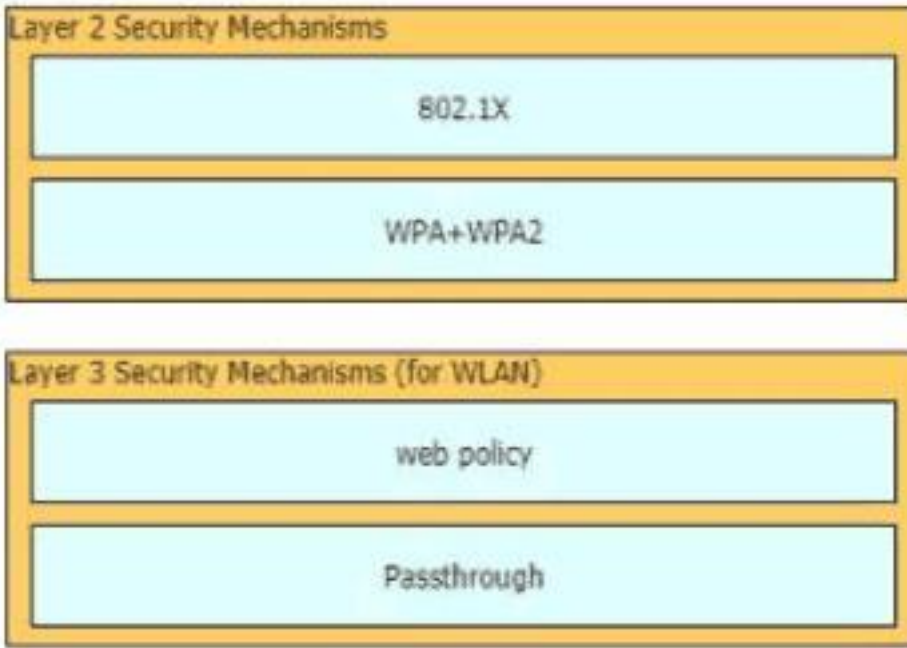 Layer 2 Security Mechanisms
802.1X
WPA+WPA2
Layer 3 Security Mechanisms (for WLAN)
web policy
Passthrough